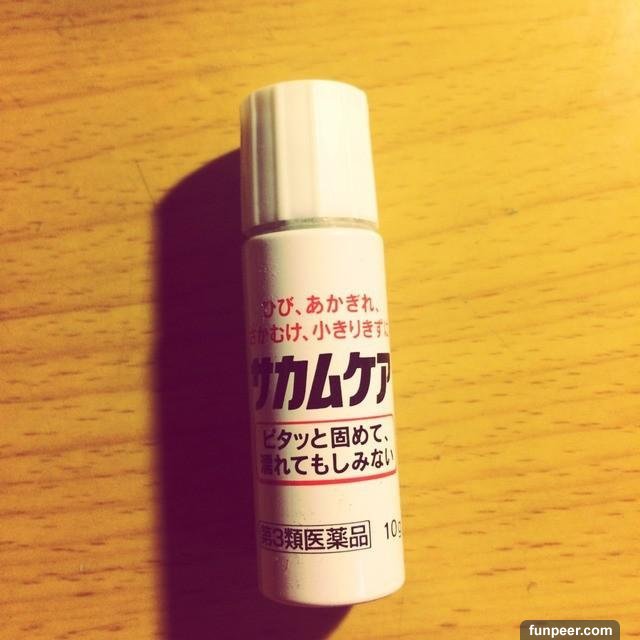 ひび、あかぎれ、
さかむけ、小きりきずに
サカムケア
ピタッと固めて、
濡れてもしみない
第3類医薬品 10g
funpeer.com